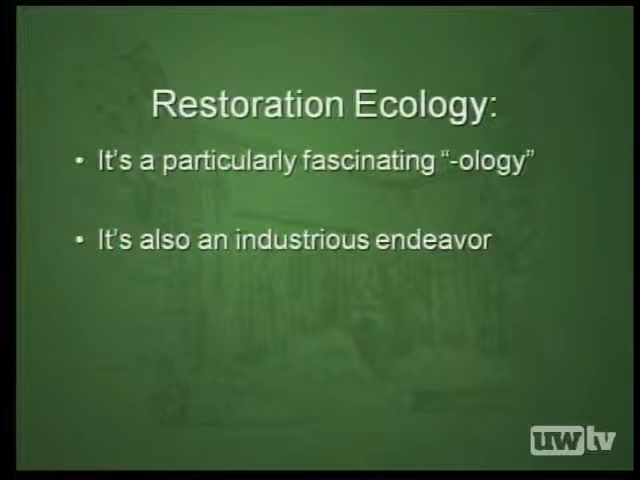 Restoration Ecology:
• It's a particularly fascinating “-ology”
• It's also an industrious endeavor
uwtv